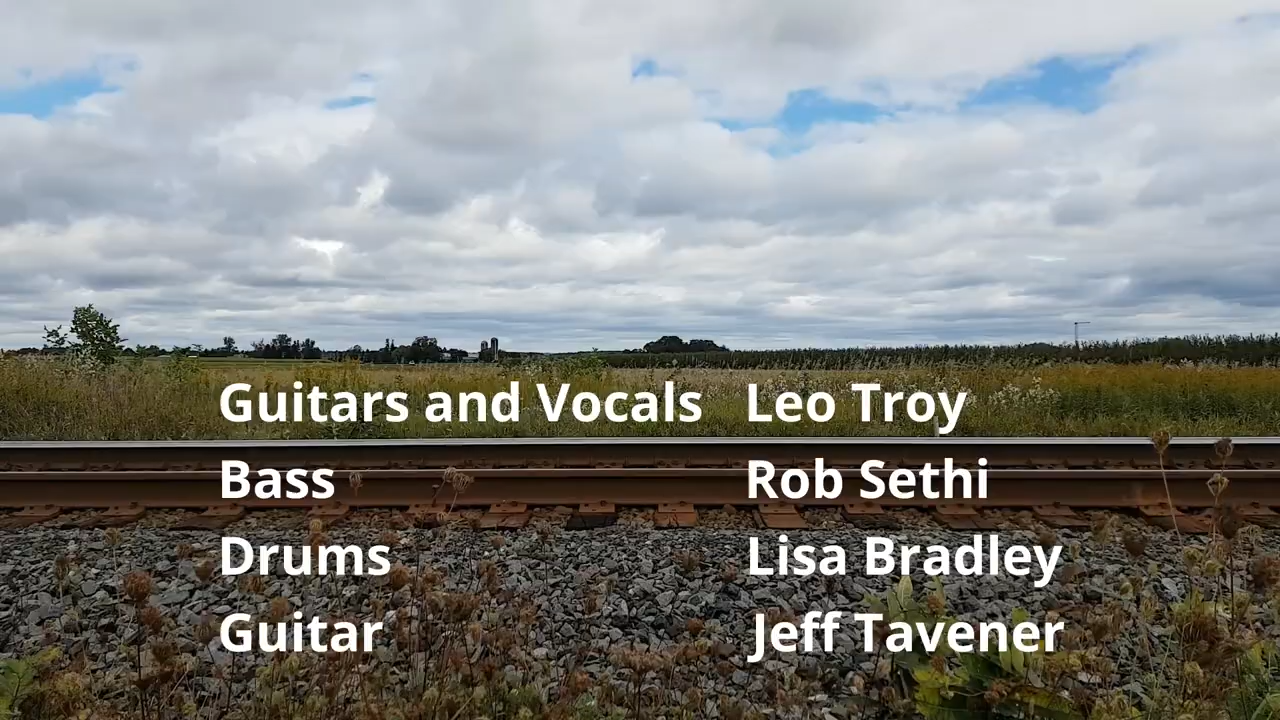 Guitars and Vocals Leo Troy
Bass Rob Sethi
Drums Lisa Bradley
Guitar Jeff Tavener